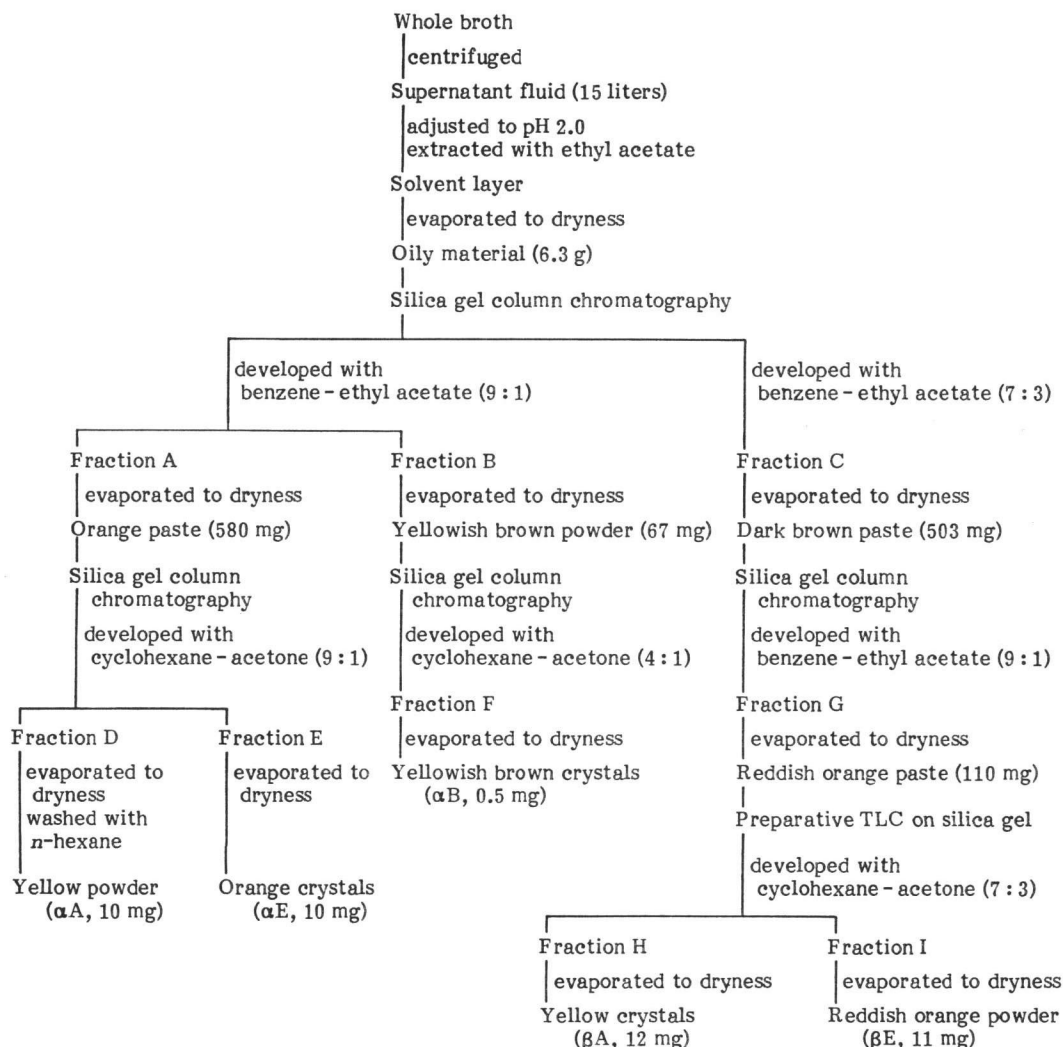 Whole broth
centrifuged
Supernatant fluid (15 liters)
adjusted to pH 2.0
extracted with ethyl acetate
Solvent layer
evaporated to dryness
Oily material (6.3 g)
Silica gel column chromatography
developed with
benzene-ethyl acetate (9 : 1)
developed with
benzene-ethyl acetate (7 : 3)
Fraction A
evaporated to dryness
Orange paste (580 mg)
Silica gel column
chromatography
developed with
cyclohexane-acetone (9 : 1)
Fraction B
evaporated to dryness
Yellowish brown powder (67 mg)
Silica gel column
chromatography
developed with
cyclohexane-acetone (4 : 1)
Fraction C
evaporated to dryness
Dark brown paste (503 mg)
Silica gel column
chromatography
developed with
benzene-ethyl acetate (9 : 1)
Fraction D
evaporated to
dryness
washed with
n-hexane
Yellow powder
(αA, 10 mg)
Fraction E
evaporated to
dryness
Orange crystals
(αE, 10 mg)
Fraction F
evaporated to dryness
Yellowish brown crystals
(αB, 0.5 mg)
Fraction G
evaporated to dryness
Reddish orange paste (110 mg)
Preparative TLC on silica gel
developed with
cyclohexane-acetone (7 : 3)
Fraction H
evaporated to dryness
Yellow crystals
(βA, 12 mg)
Fraction I
evaporated to dryness
Reddish orange powder
(βE, 11 mg)